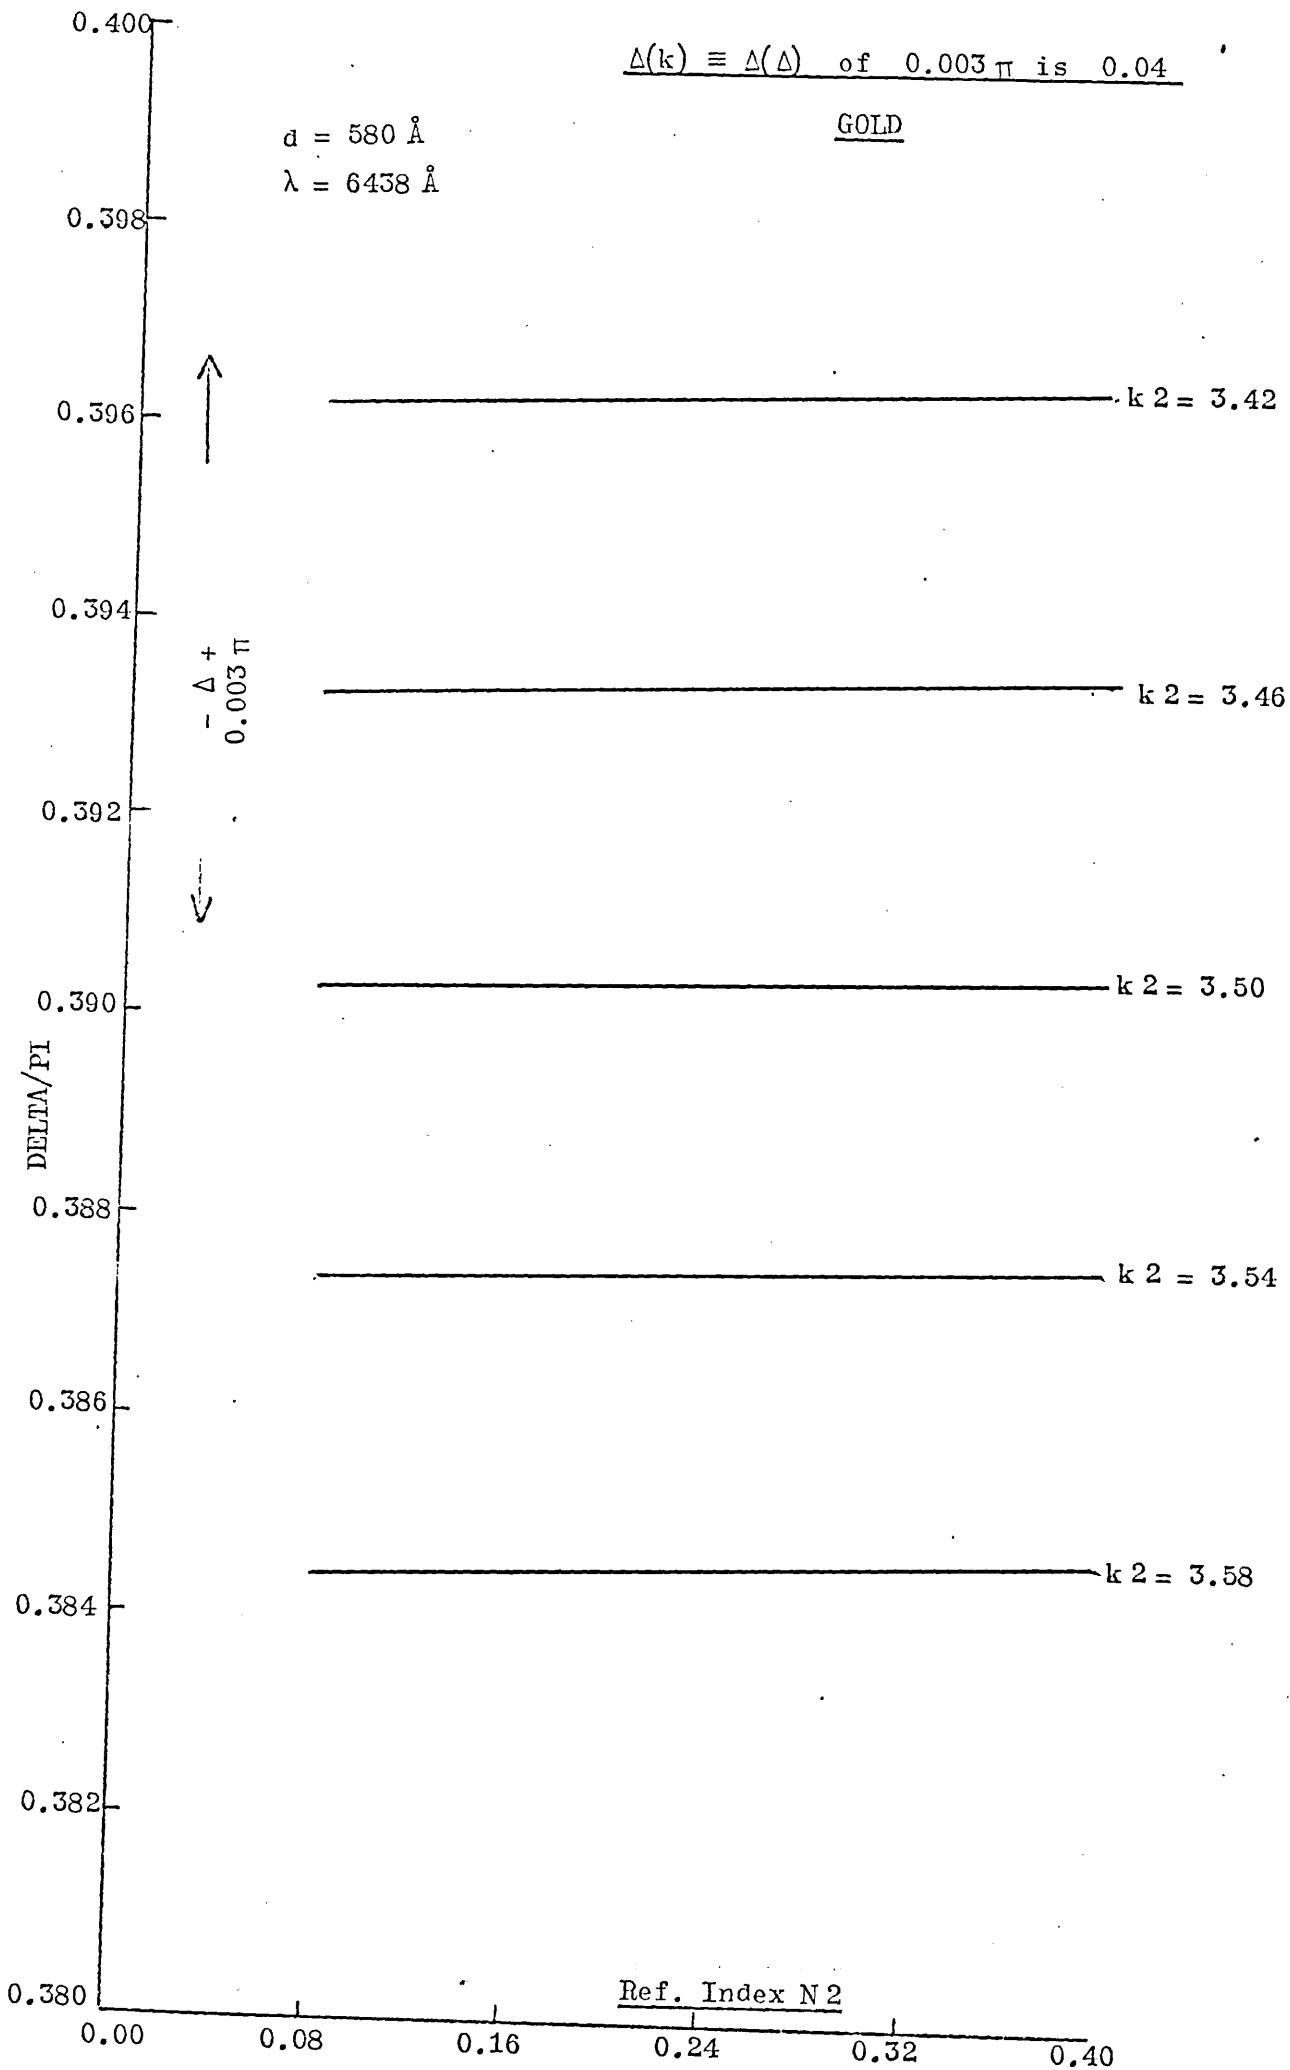 0.400
Δ(k) ≡ Δ(Δ) of 0.003 π is 0.04
GOLD
d = 580 Å
λ = 6438 Å
0.398
0.396
k 2 = 3.42
0.394
- Δ +
0.003 π
k 2 = 3.46
0.392
0.390
k 2 = 3.50
DELTA/PI
0.388
k 2 = 3.54
0.386
0.384
k 2 = 3.58
0.382
0.380
Ref. Index N 2
0.00 0.08 0.16 0.24 0.32 0.40